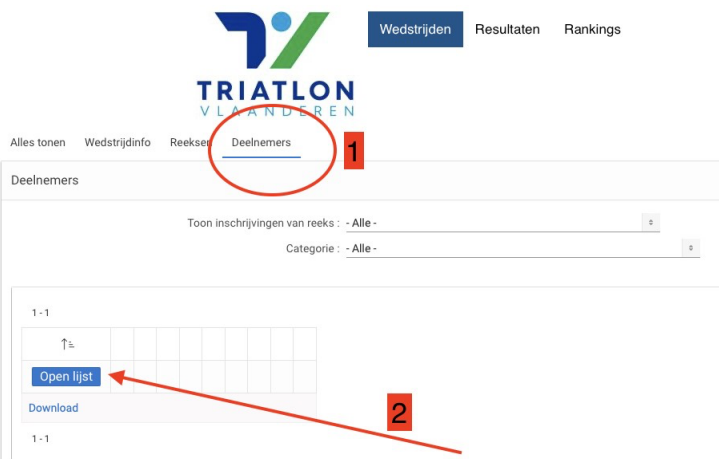 Wedstrijden Resultaten Rankings
TRIATLON
VLAANDEREN
Alles tonen Wedstrijdinfo Reeksen Deelnemers
1
Deelnemers
Toon inschrijvingen van reeks : - Alle -
Categorie : - Alle -
1 - 1
Open lijst
Download
2
1 - 1